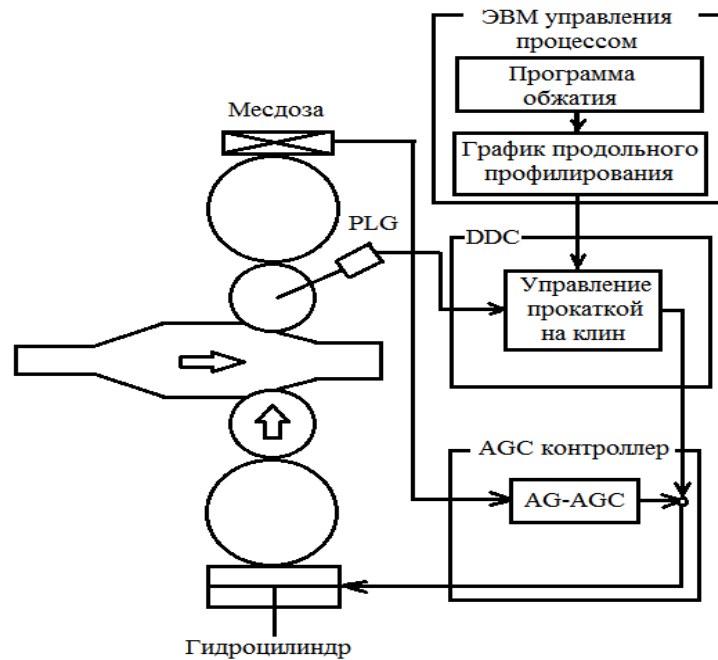 ЭВМ управления
процессом
Программа
обжатия
График продольного
профилирования
Месдоза
PLG
DDC
Управление
прокаткой
на клин
AGC контроллер
AG-AGC
Гидроцилиндр